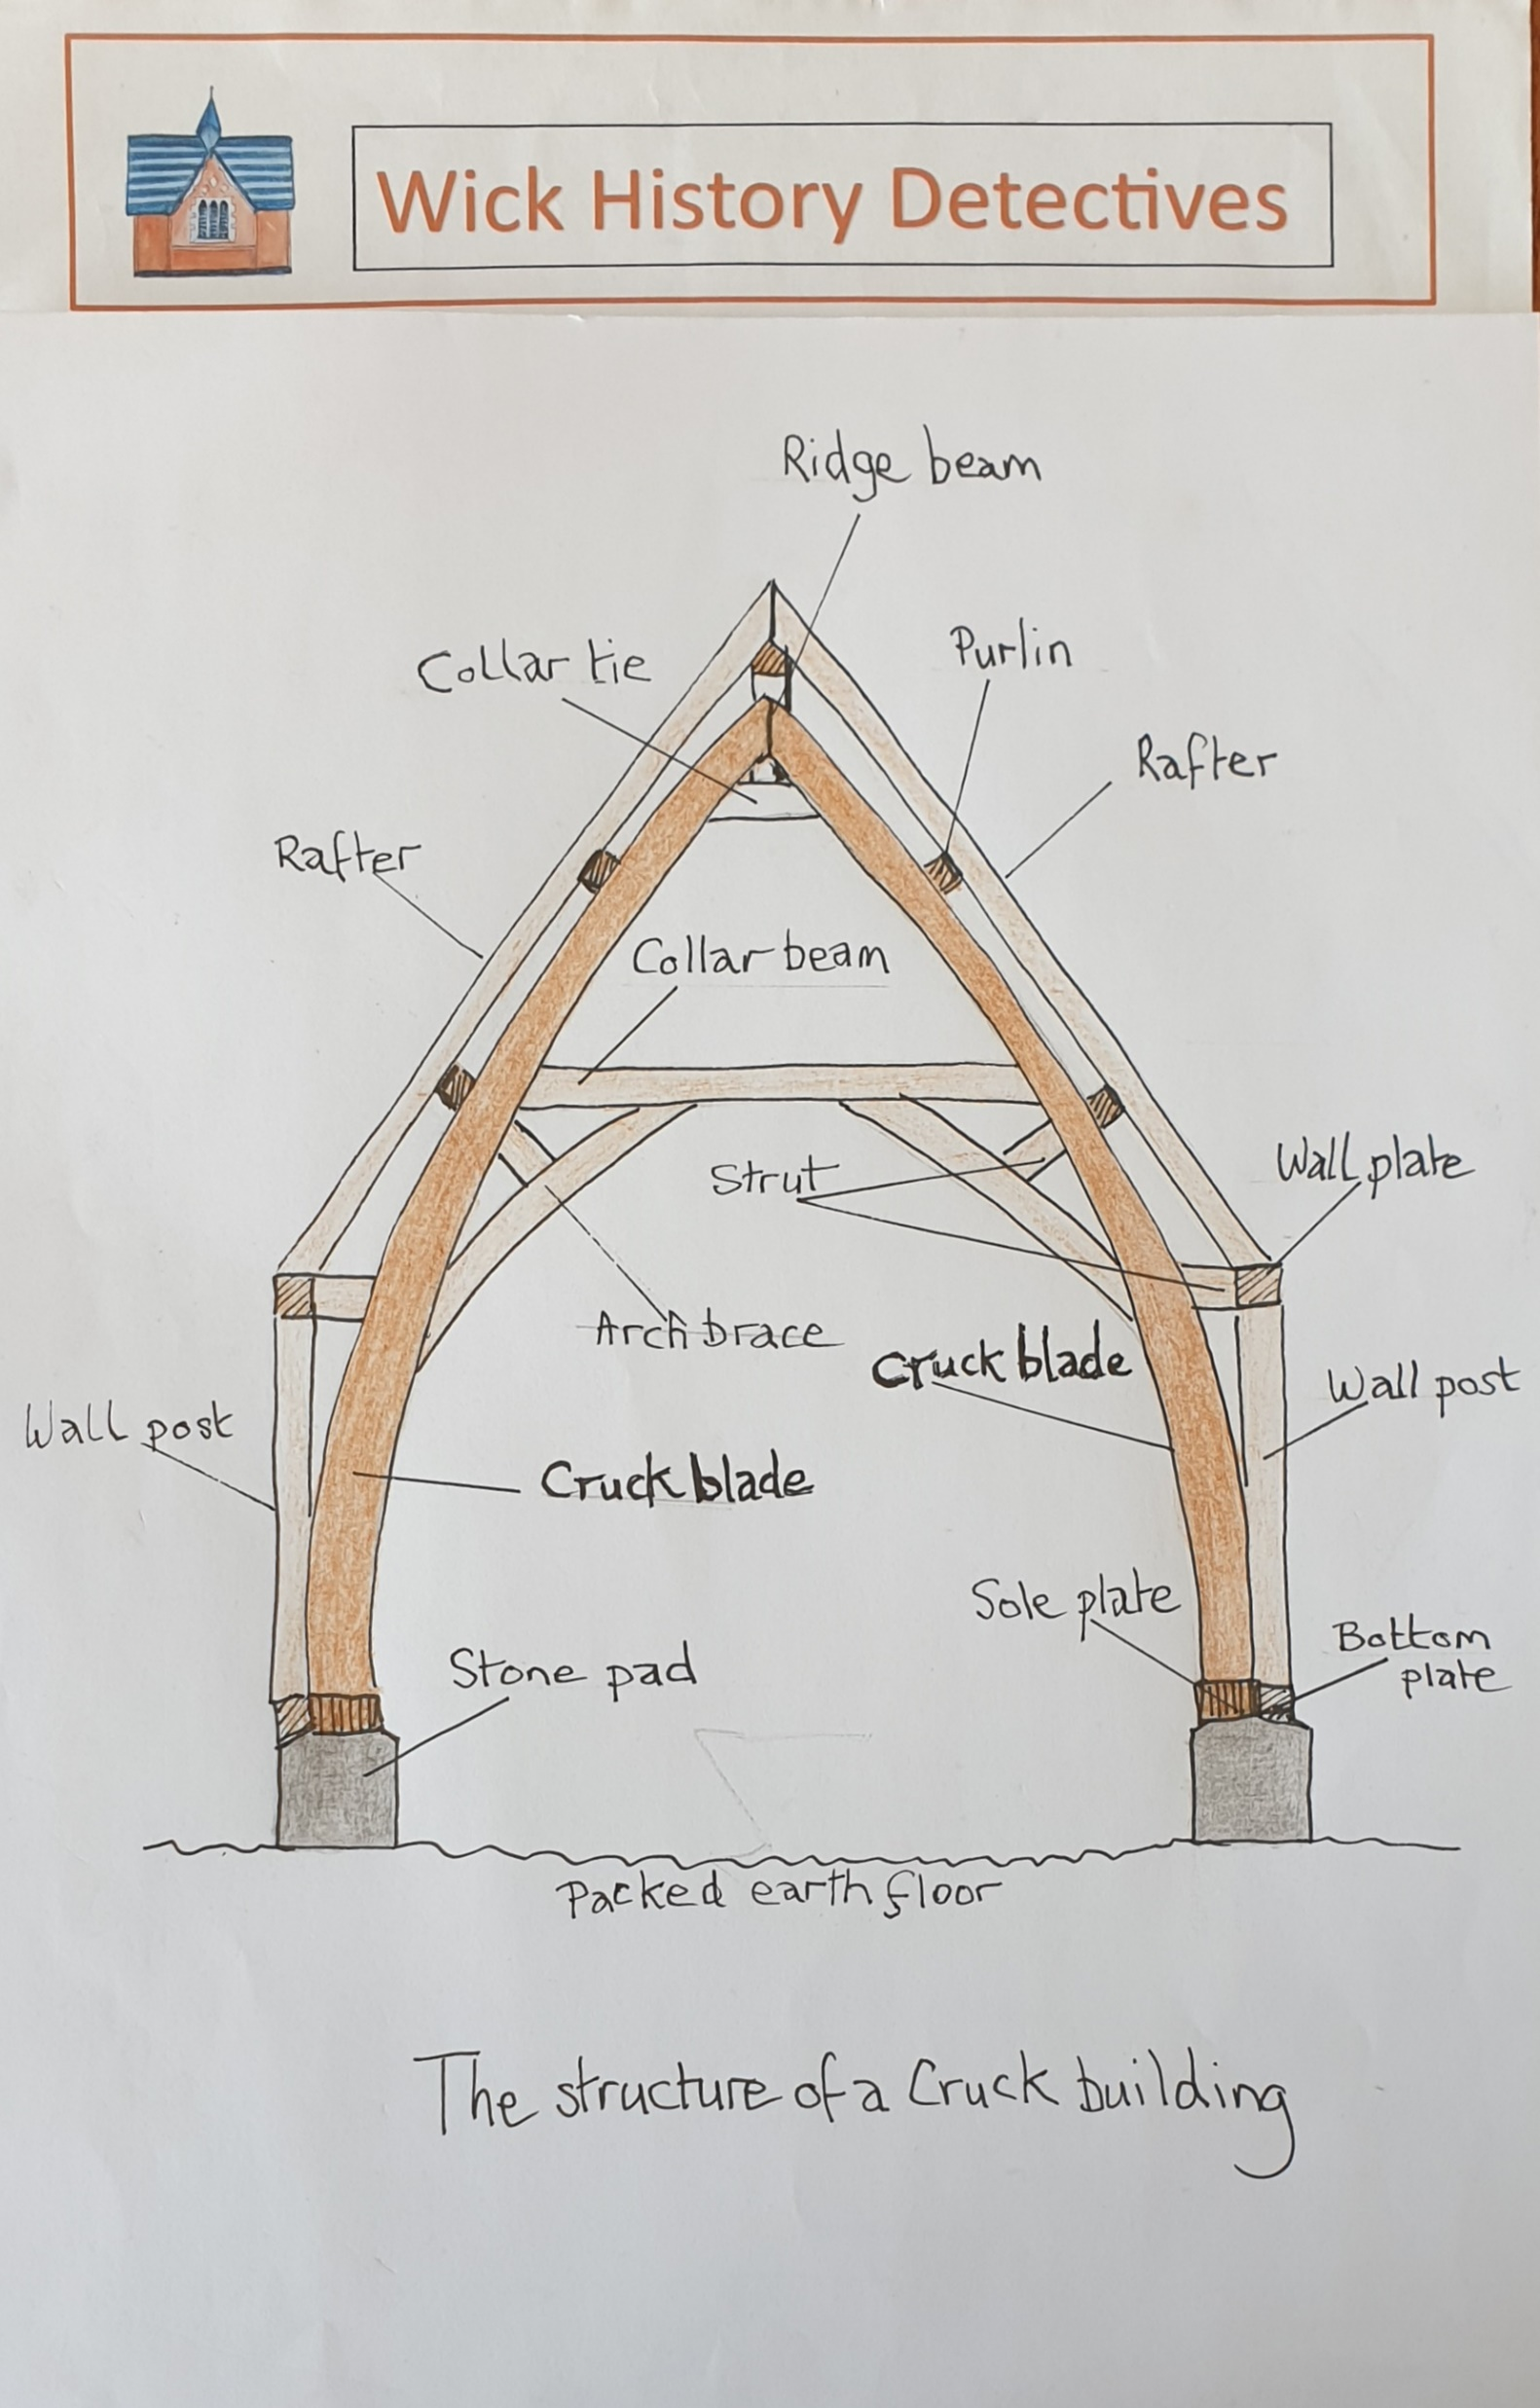 Wick History Detectives
Ridge beam
Collar tie
Purlin
Rafter
Rafter
Collar beam
Strut
Wall plate
Arch brace
Cruck blade
Wall post
Wall post
Cruck blade
Sole plate
Bottom
plate
Stone pad
Packed earth floor
The structure of a Cruck building